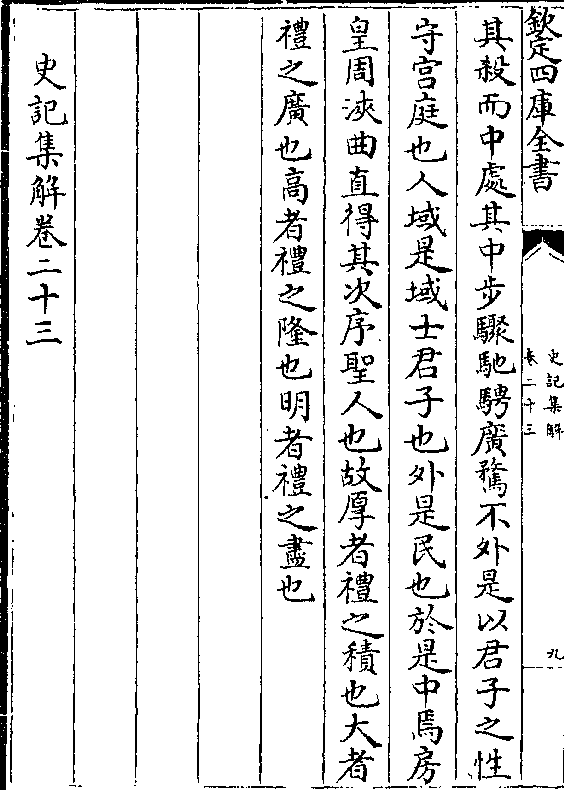 欽定四庫全書
史記集解
卷二十三
九
其殺而中處其中步驟馳騁廣騖不外是以君子之性
守宫庭也人域是域士君子也外是民也於是中焉房
皇周浹曲直得其次序聖人也故厚者禮之積也大者
禮之廣也高者禮之隆也明者禮之盡也
史記集解卷二十三